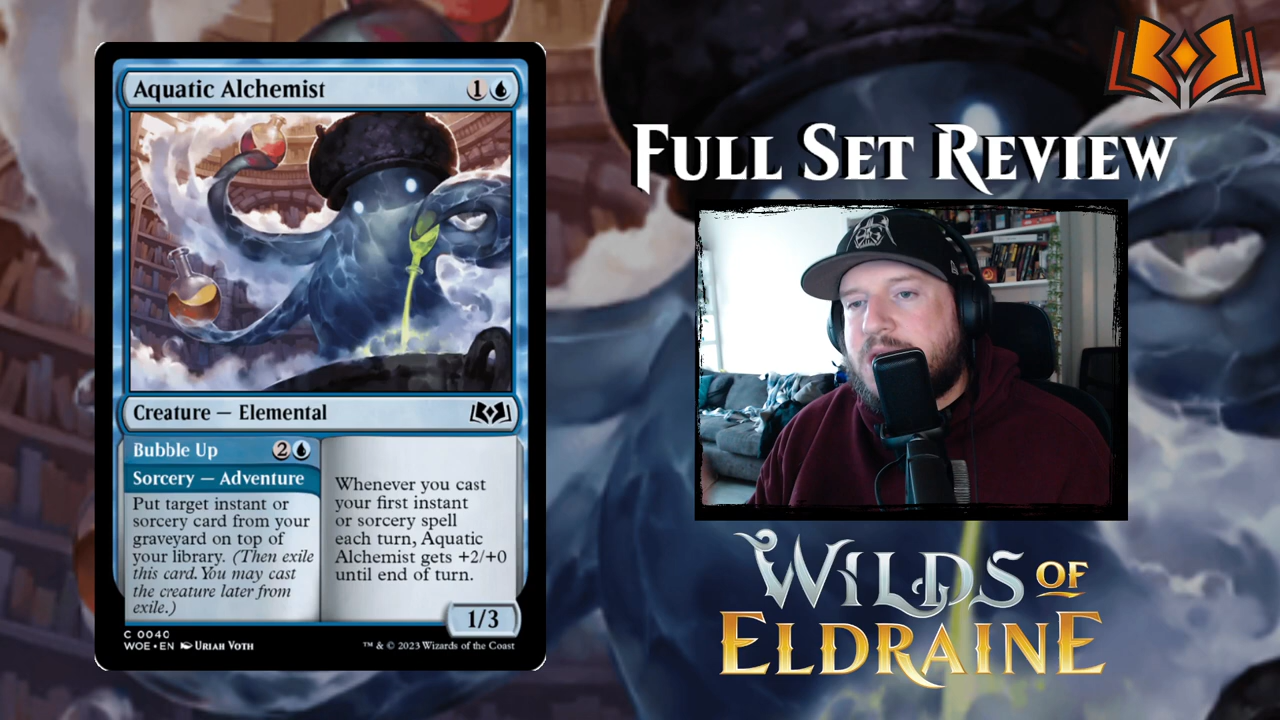 Aquatic Alchemist 1
Creature — Elemental
Bubble Up 2
Sorcery — Adventure
Put target instant or
sorcery card from your
graveyard on top of
your library. (Then exile
this card. You may cast
the creature later from
exile.)
Whenever you cast
your first instant
or sorcery spell
each turn, Aquatic
Alchemist gets +2/+0
until end of turn.
1/3
C 0040
WOE • EN URIAH VOTH
™ & © 2023 Wizards of the Coast
FULL SET REVIEW
WILDS OF
ELDRAINE